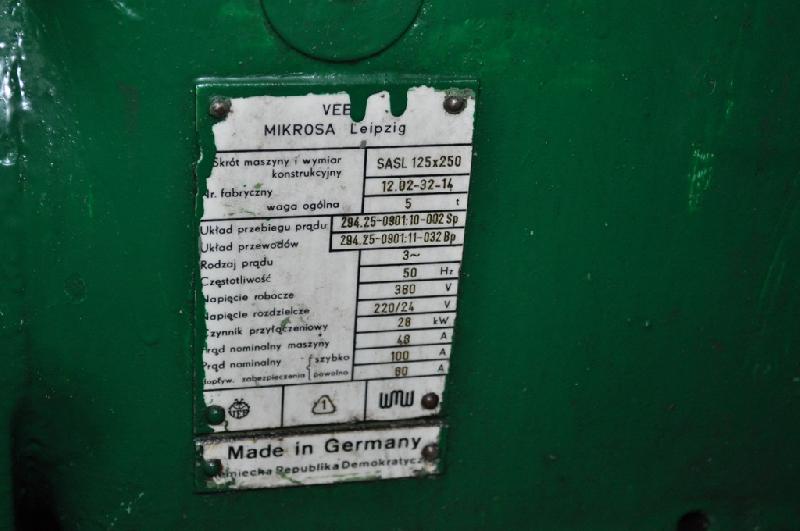 VEB
MIKROSA Leipzig
Skrót maszyny i wymiar konstrukcyjny SASL 125x250
Nr. fabryczny 12.02-32-14
waga ogólna 5 t
Układ przebiegu prądu 294.25-0901:10-002 Sp
Układ przewodów 294.25-0901:11-032 Bp
Rodzaj prądu 3~
Częstotliwość 50 Hz
Napięcie robocze 380 V
Napięcie rozdzielcze 220/24 V
Czynnik przyłączeniowy 28 kW
Prąd nominalny maszyny 48 A
Prąd nominalny szybko 100 A
dopływ. zabezpieczenia powolno 80 A
1 WMW
Made in Germany
Niemiecka Republika Demokratyczna